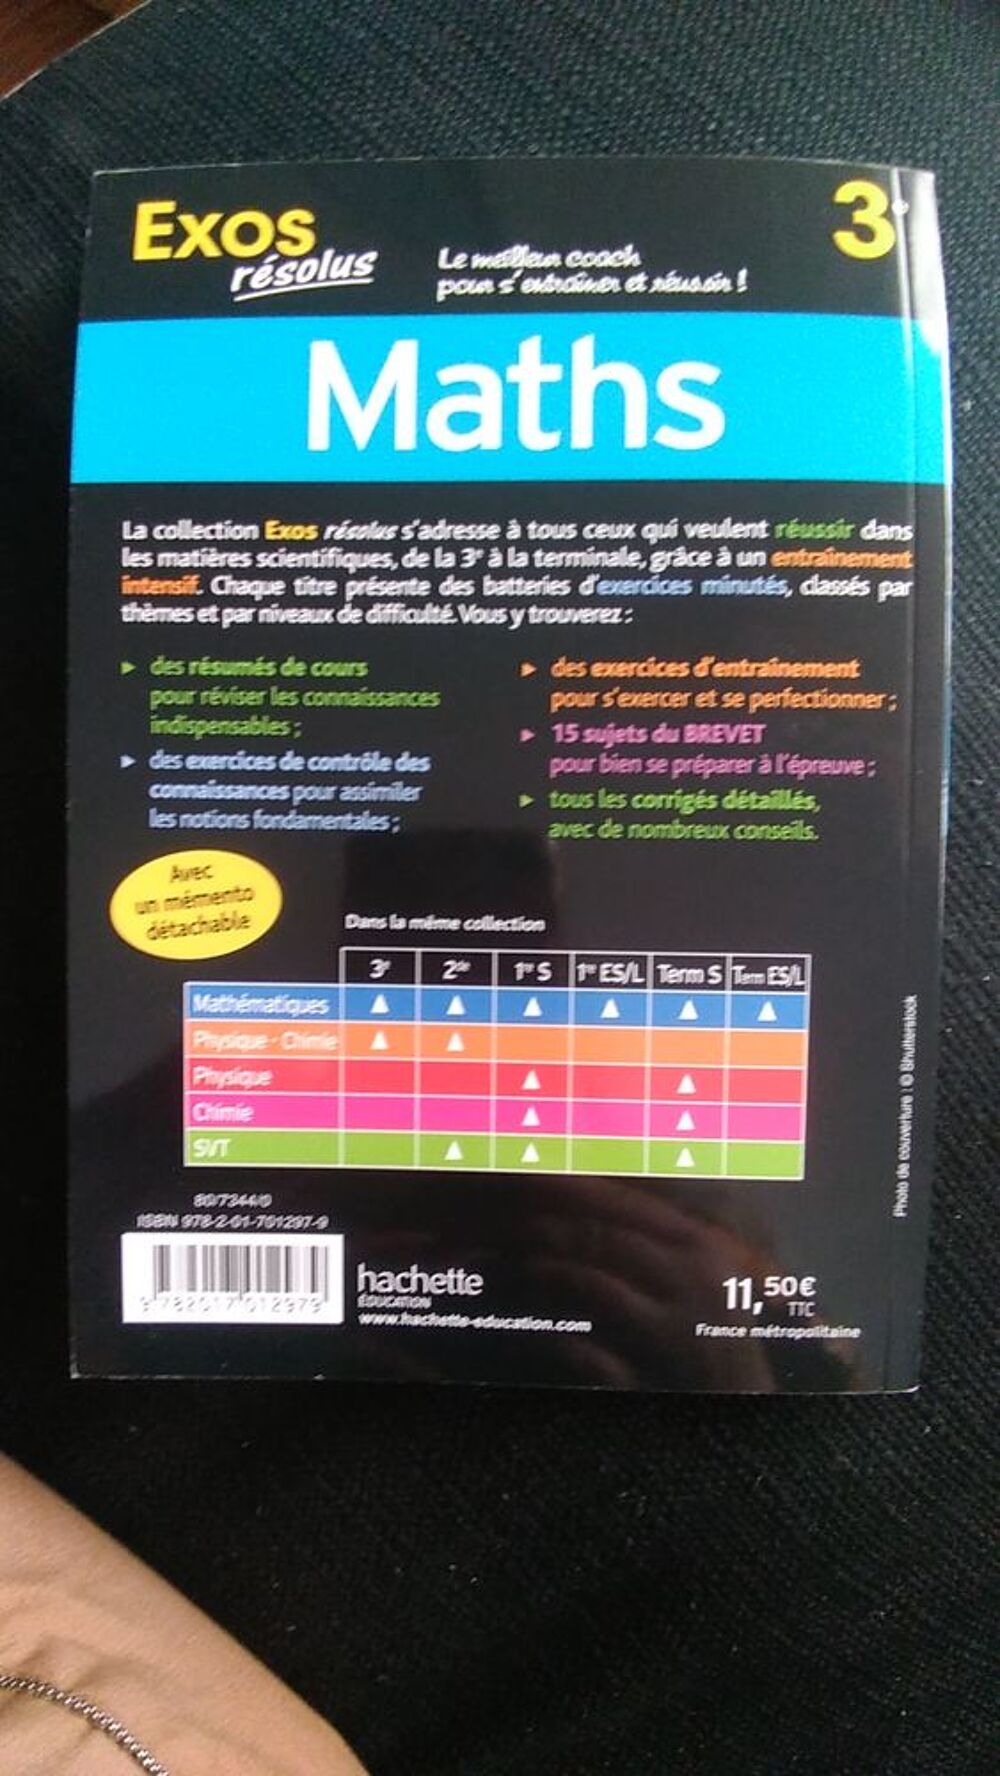 Exos
résolus
3e
Le meilleur coach
pour s'entraîner et réussir !
Maths
La collection Exos résolus s'adresse à tous ceux qui veulent réussir dans
les matières scientifiques, de la 3e à la terminale, grâce à un entraînement
intensif. Chaque titre présente des batteries d'exercices minutés, classés par
thèmes et par niveaux de difficulté. Vous y trouverez :
▶ des résumés de cours
pour réviser les connaissances
indispensables ;
▶ des exercices de contrôle des
connaissances pour assimiler
les notions fondamentales ;
▶ des exercices d'entraînement
pour s'exercer et se perfectionner ;
▶ 15 sujets du BREVET
pour bien se préparer à l'épreuve ;
▶ tous les corrigés détaillés,
avec de nombreux conseils.
Avec
un mémento
détachable
Dans la même collection
3e 2de 1re S 1re ES/L Term S Term ES/L
Mathématiques ▲ ▲ ▲ ▲ ▲ ▲
Physique - Chimie ▲ ▲
Physique ▲ ▲
Chimie ▲ ▲
SVT ▲ ▲ ▲
80/7344/0
ISBN 978-2-01-701297-9
9 782017 012979
hachette
ÉDUCATION
www.hachette-education.com
11,50€
TTC
France métropolitaine
Photo de couverture : © Shutterstock